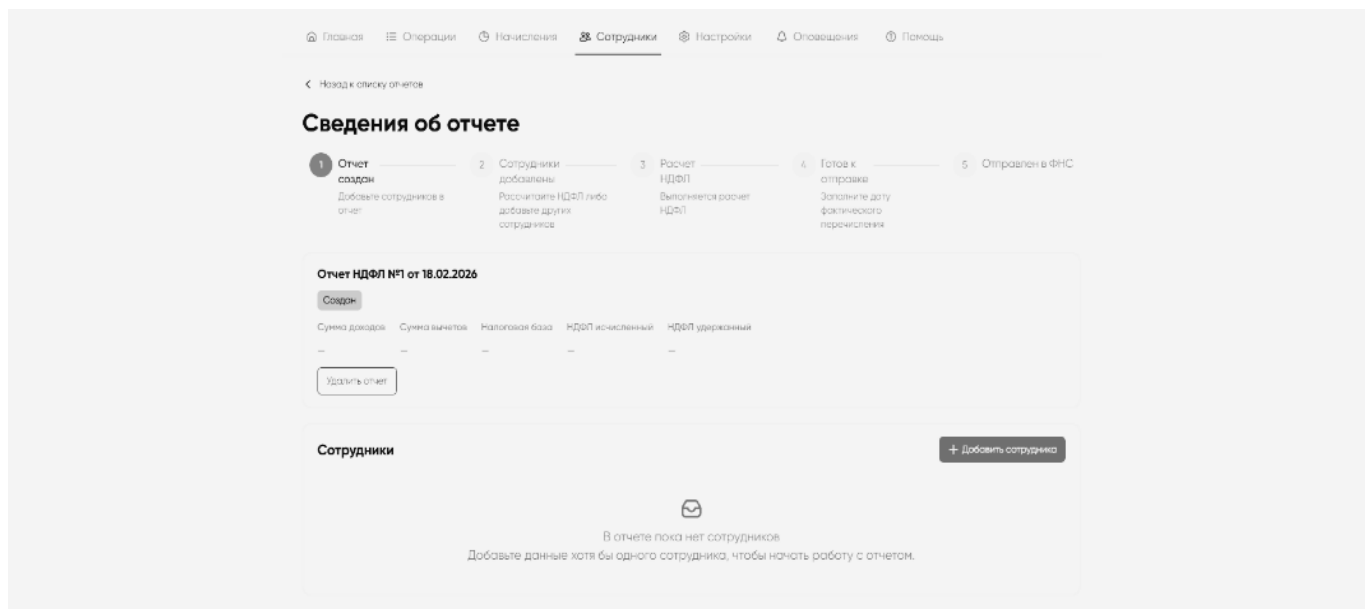 Главная Операции Начисления Сотрудники Настройки Оповещения Помощь
Назад к списку отчетов
Сведения об отчете
1 Отчет создан
Добавьте сотрудников в отчет
2 Сотрудники добавлены
Рассчитайте НДФЛ либо добавьте других сотрудников
3 Расчет НДФЛ
Выполняется расчет НДФЛ
4 Готов к отправке
Заполните дату фактического перечисления
5 Отправлен в ФНС
Отчет НДФЛ №1 от 18.02.2026
Создан
Сумма доходов Сумма вычетов Налоговая база НДФЛ исчисленный НДФЛ удержанный
— — — — —
Удалить отчет
Сотрудники
+ Добавить сотрудника
В отчете пока нет сотрудников
Добавьте данные хотя бы одного сотрудника, чтобы начать работу с отчетом.